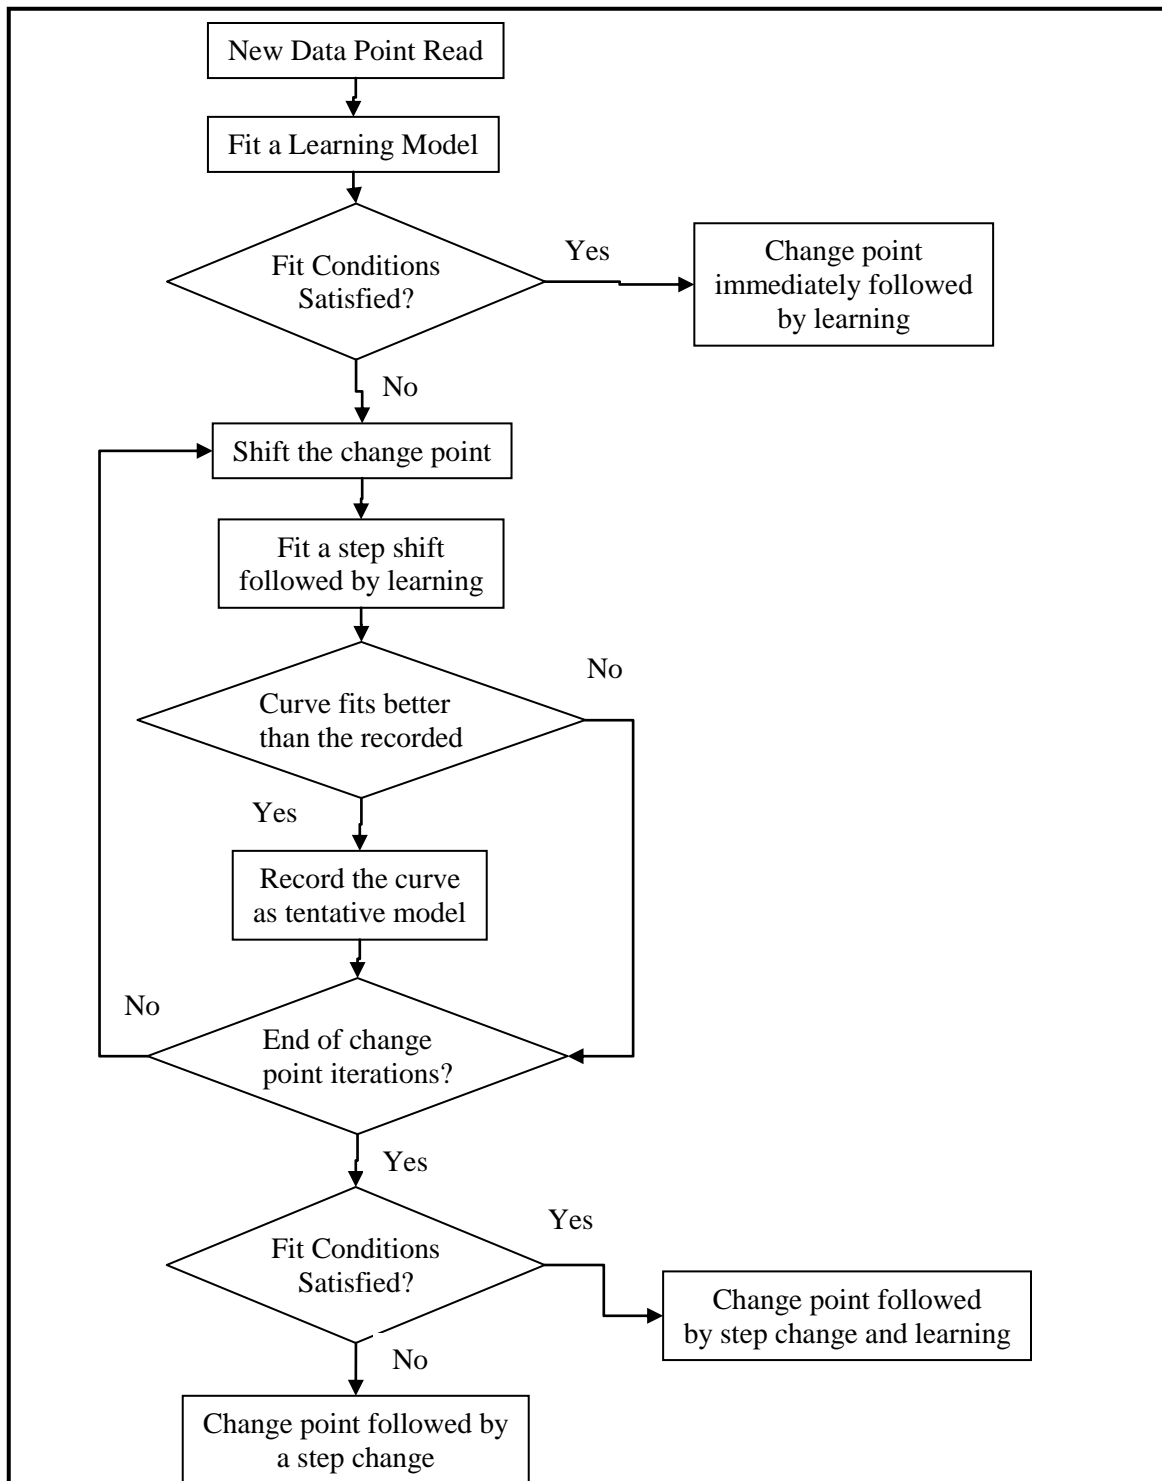 New Data Point Read
Fit a Learning Model
Fit Conditions
Satisfied?
Yes
Change point
immediately followed
by learning
No
Shift the change point
Fit a step shift
followed by learning
No
Curve fits better
than the recorded
Yes
Record the curve
as tentative model
No
End of change
point iterations?
Yes
Fit Conditions
Satisfied?
Yes
Change point followed
by step change and learning
No
Change point followed by
a step change